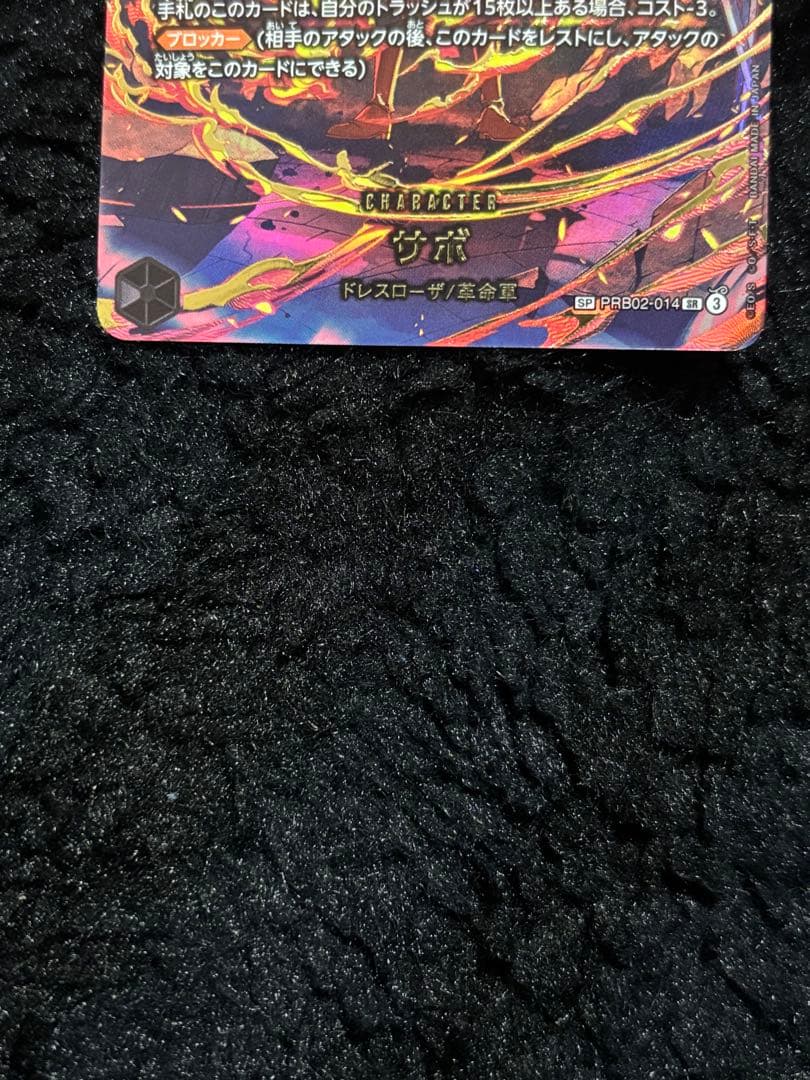 手札のこのカードは、自分のトラッシュが15枚以上ある場合、コスト-3。
ブロッカー (相手のアタックの後、このカードをレストにし、アタックの
対象をこのカードにできる)
CHARACTER
サボ
ドレスローザ/革命軍
SP PRB02-014 SR 3
BANDAI MADE IN JAPAN